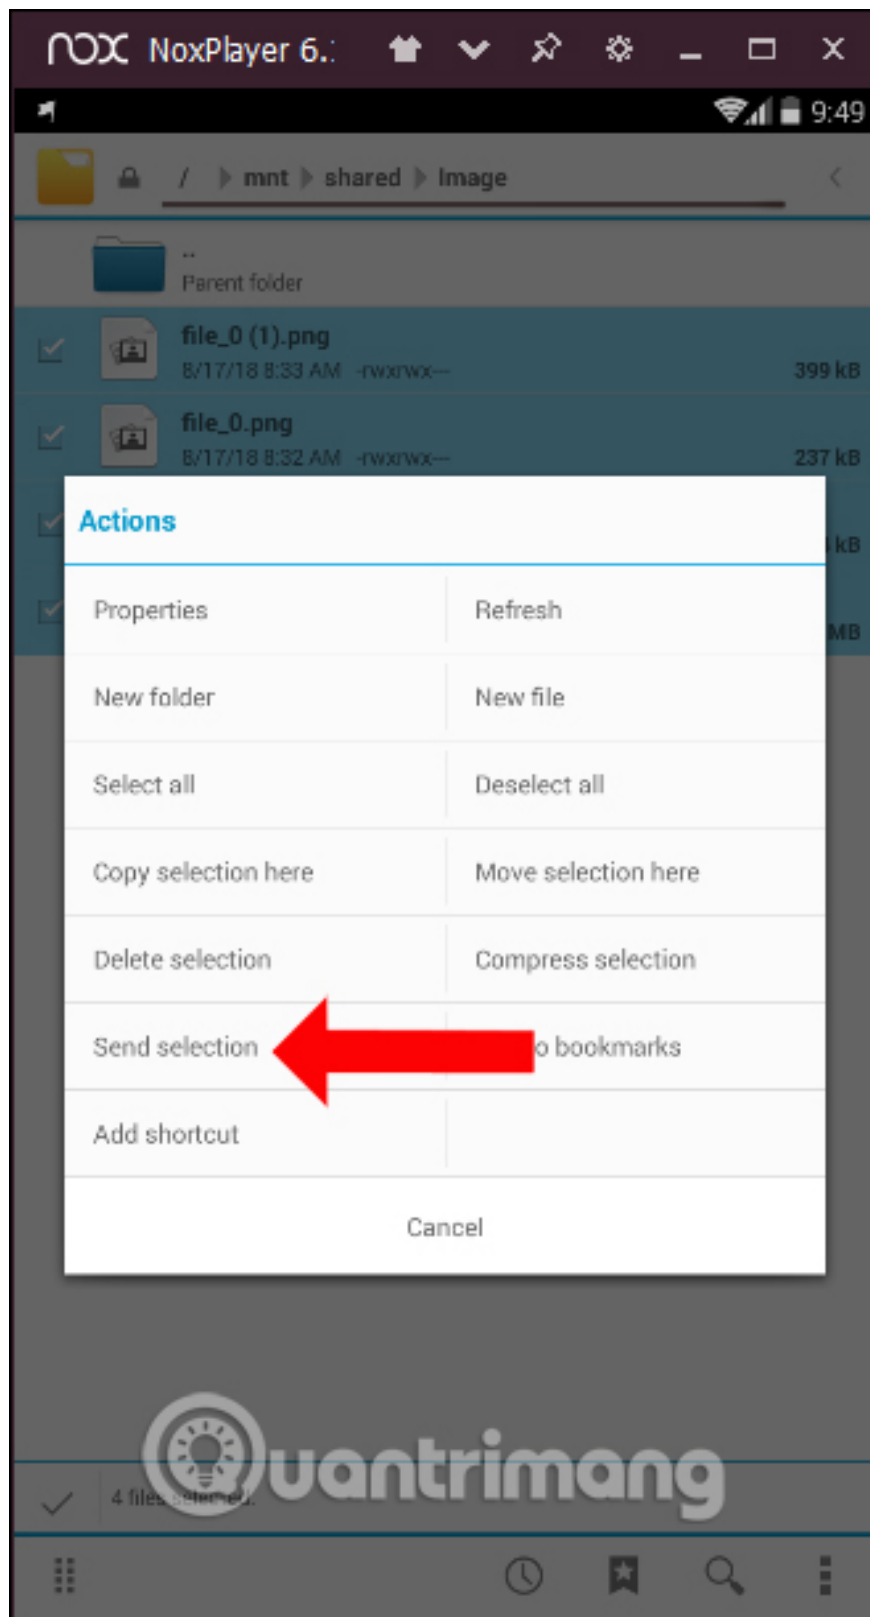 nox NoxPlayer 6.
9:49
/ mnt shared Image
..
Parent folder
file_0 (1).png
8/17/18 8:33 AM -rwxrwx---
399 kB
file_0.png
8/17/18 8:32 AM -rwxrwx---
237 kB
kB
MB
Actions
Properties Refresh
New folder New file
Select all Deselect all
Copy selection here Move selection here
Delete selection Compress selection
Send selection o bookmarks
Add shortcut
Cancel
Quantrimang
4 files selected.